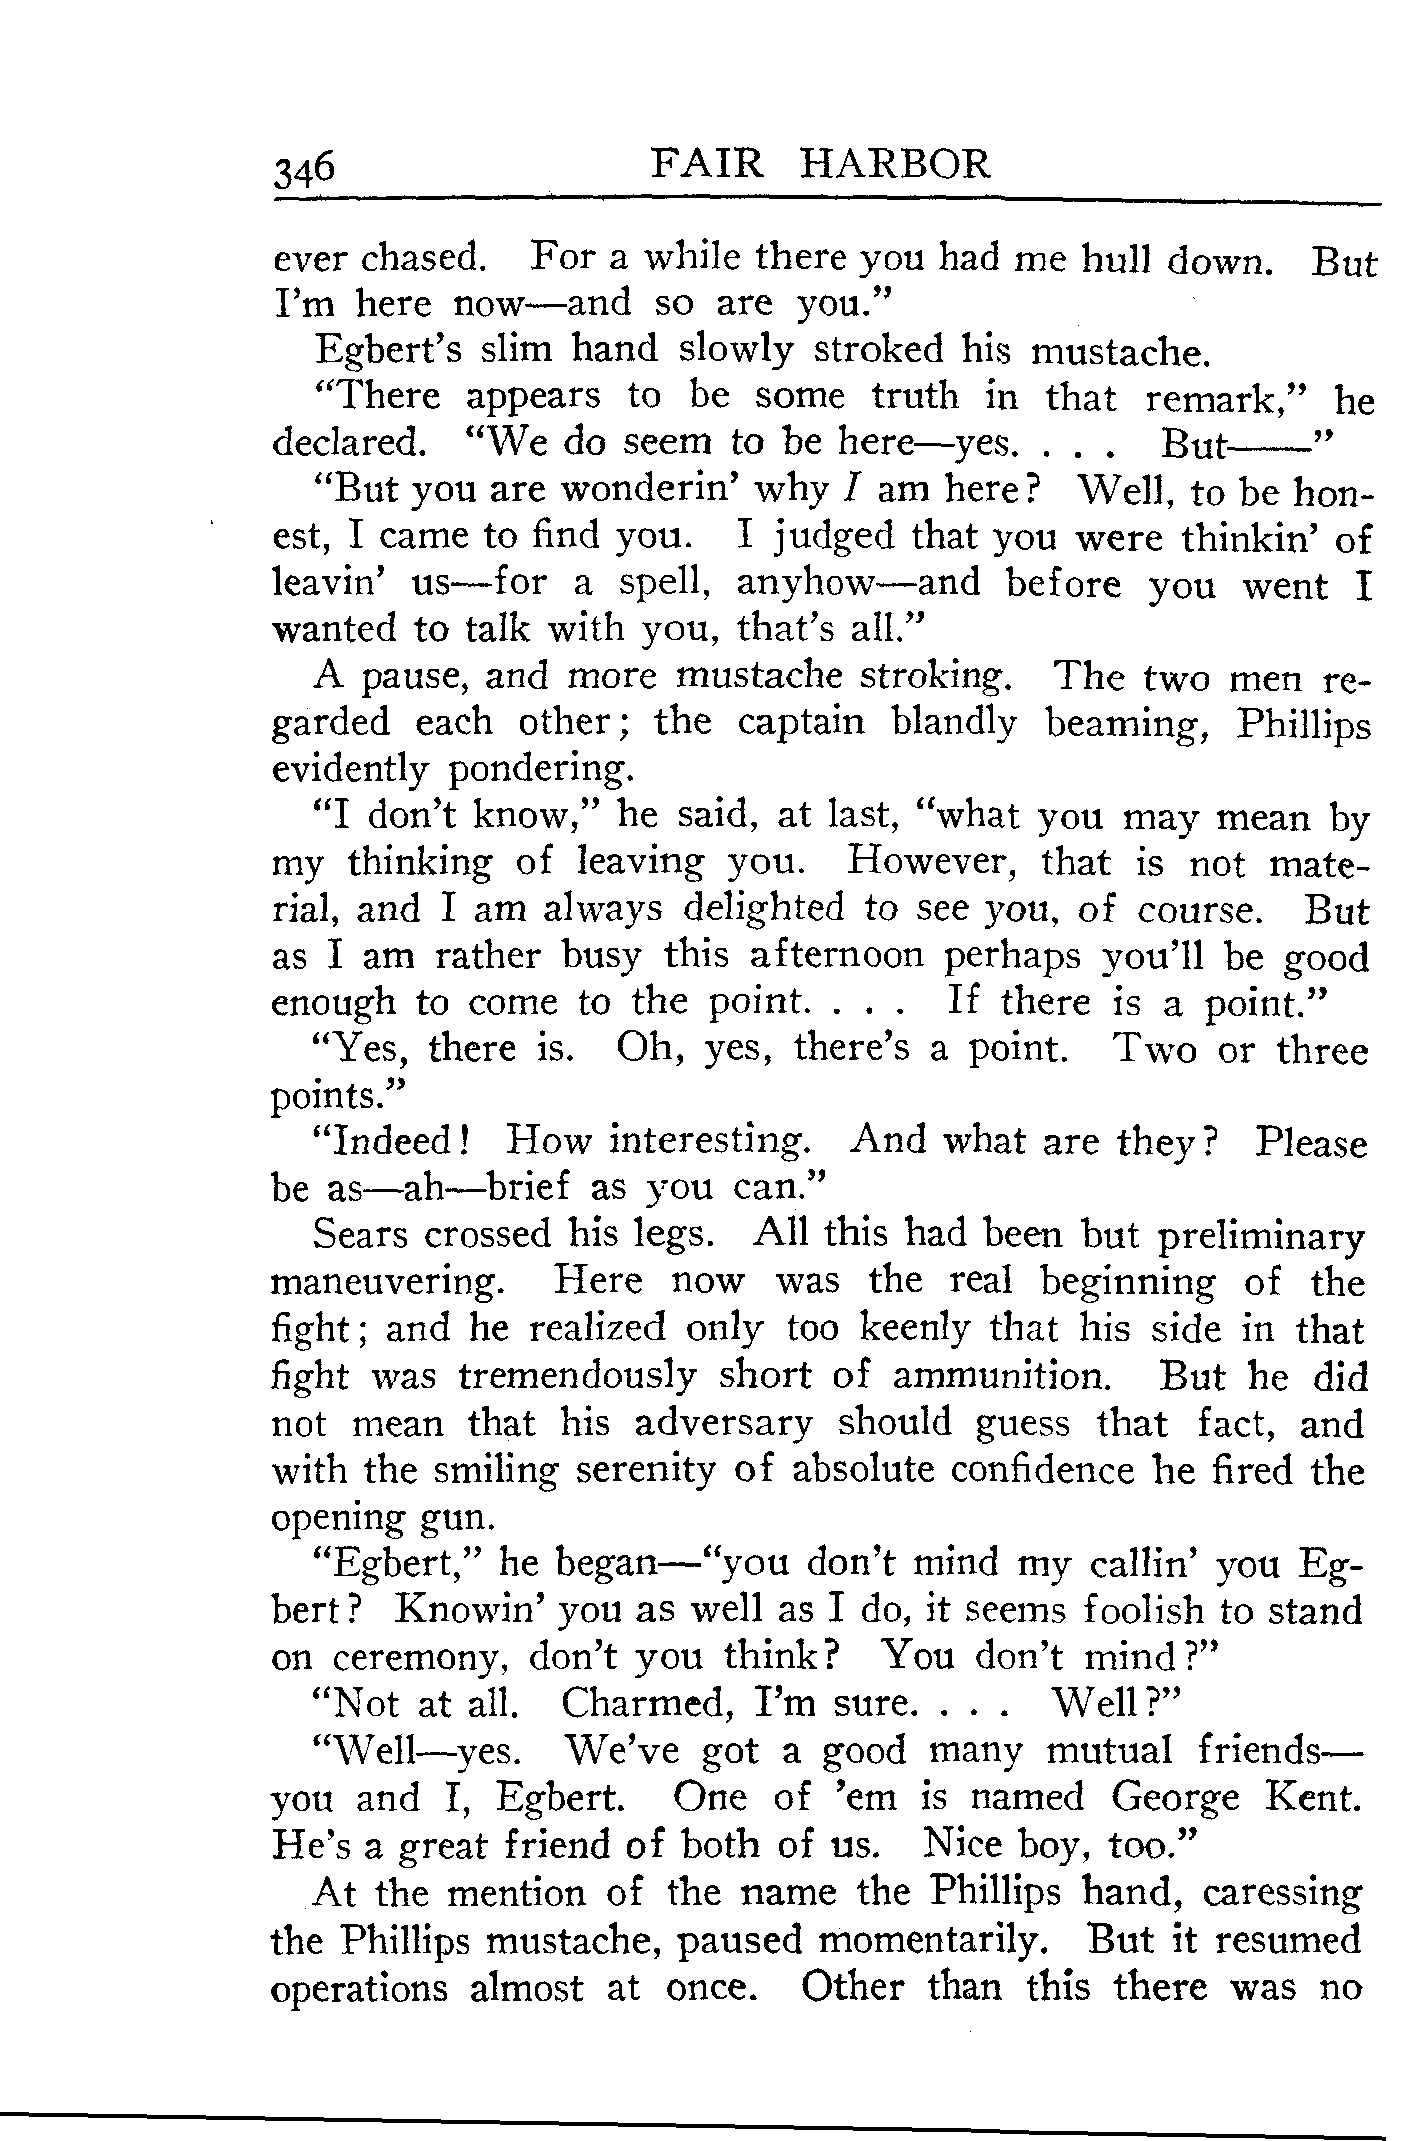 346 FAIR HARBOR
ever chased. For a while there you had me hull down. But
I'm here now—and so are you."
Egbert's slim hand slowly stroked his mustache.
"There appears to be some truth in that remark," he
declared. "We do seem to be here—yes. . . . But——"
"But you are wonderin' why I am here? Well, to be hon-
est, I came to find you. I judged that you were thinkin' of
leavin' us—for a spell, anyhow—and before you went I
wanted to talk with you, that's all."
A pause, and more mustache stroking. The two men re-
garded each other; the captain blandly beaming, Phillips
evidently pondering.
"I don't know," he said, at last, "what you may mean by
my thinking of leaving you. However, that is not mate-
rial, and I am always delighted to see you, of course. But
as I am rather busy this afternoon perhaps you'll be good
enough to come to the point. . . . If there is a point."
"Yes, there is. Oh, yes, there's a point. Two or three
points."
"Indeed! How interesting. And what are they? Please
be as—ah—brief as you can."
Sears crossed his legs. All this had been but preliminary
maneuvering. Here now was the real beginning of the
fight; and he realized only too keenly that his side in that
fight was tremendously short of ammunition. But he did
not mean that his adversary should guess that fact, and
with the smiling serenity of absolute confidence he fired the
opening gun.
"Egbert," he began—"you don't mind my callin' you Eg-
bert? Knowin' you as well as I do, it seems foolish to stand
on ceremony, don't you think? You don't mind?"
"Not at all. Charmed, I'm sure. . . . Well?"
"Well—yes. We've got a good many mutual friends—
you and I, Egbert. One of 'em is named George Kent.
He's a great friend of both of us. Nice boy, too."
At the mention of the name the Phillips hand, caressing
the Phillips mustache, paused momentarily. But it resumed
operations almost at once. Other than this there was no